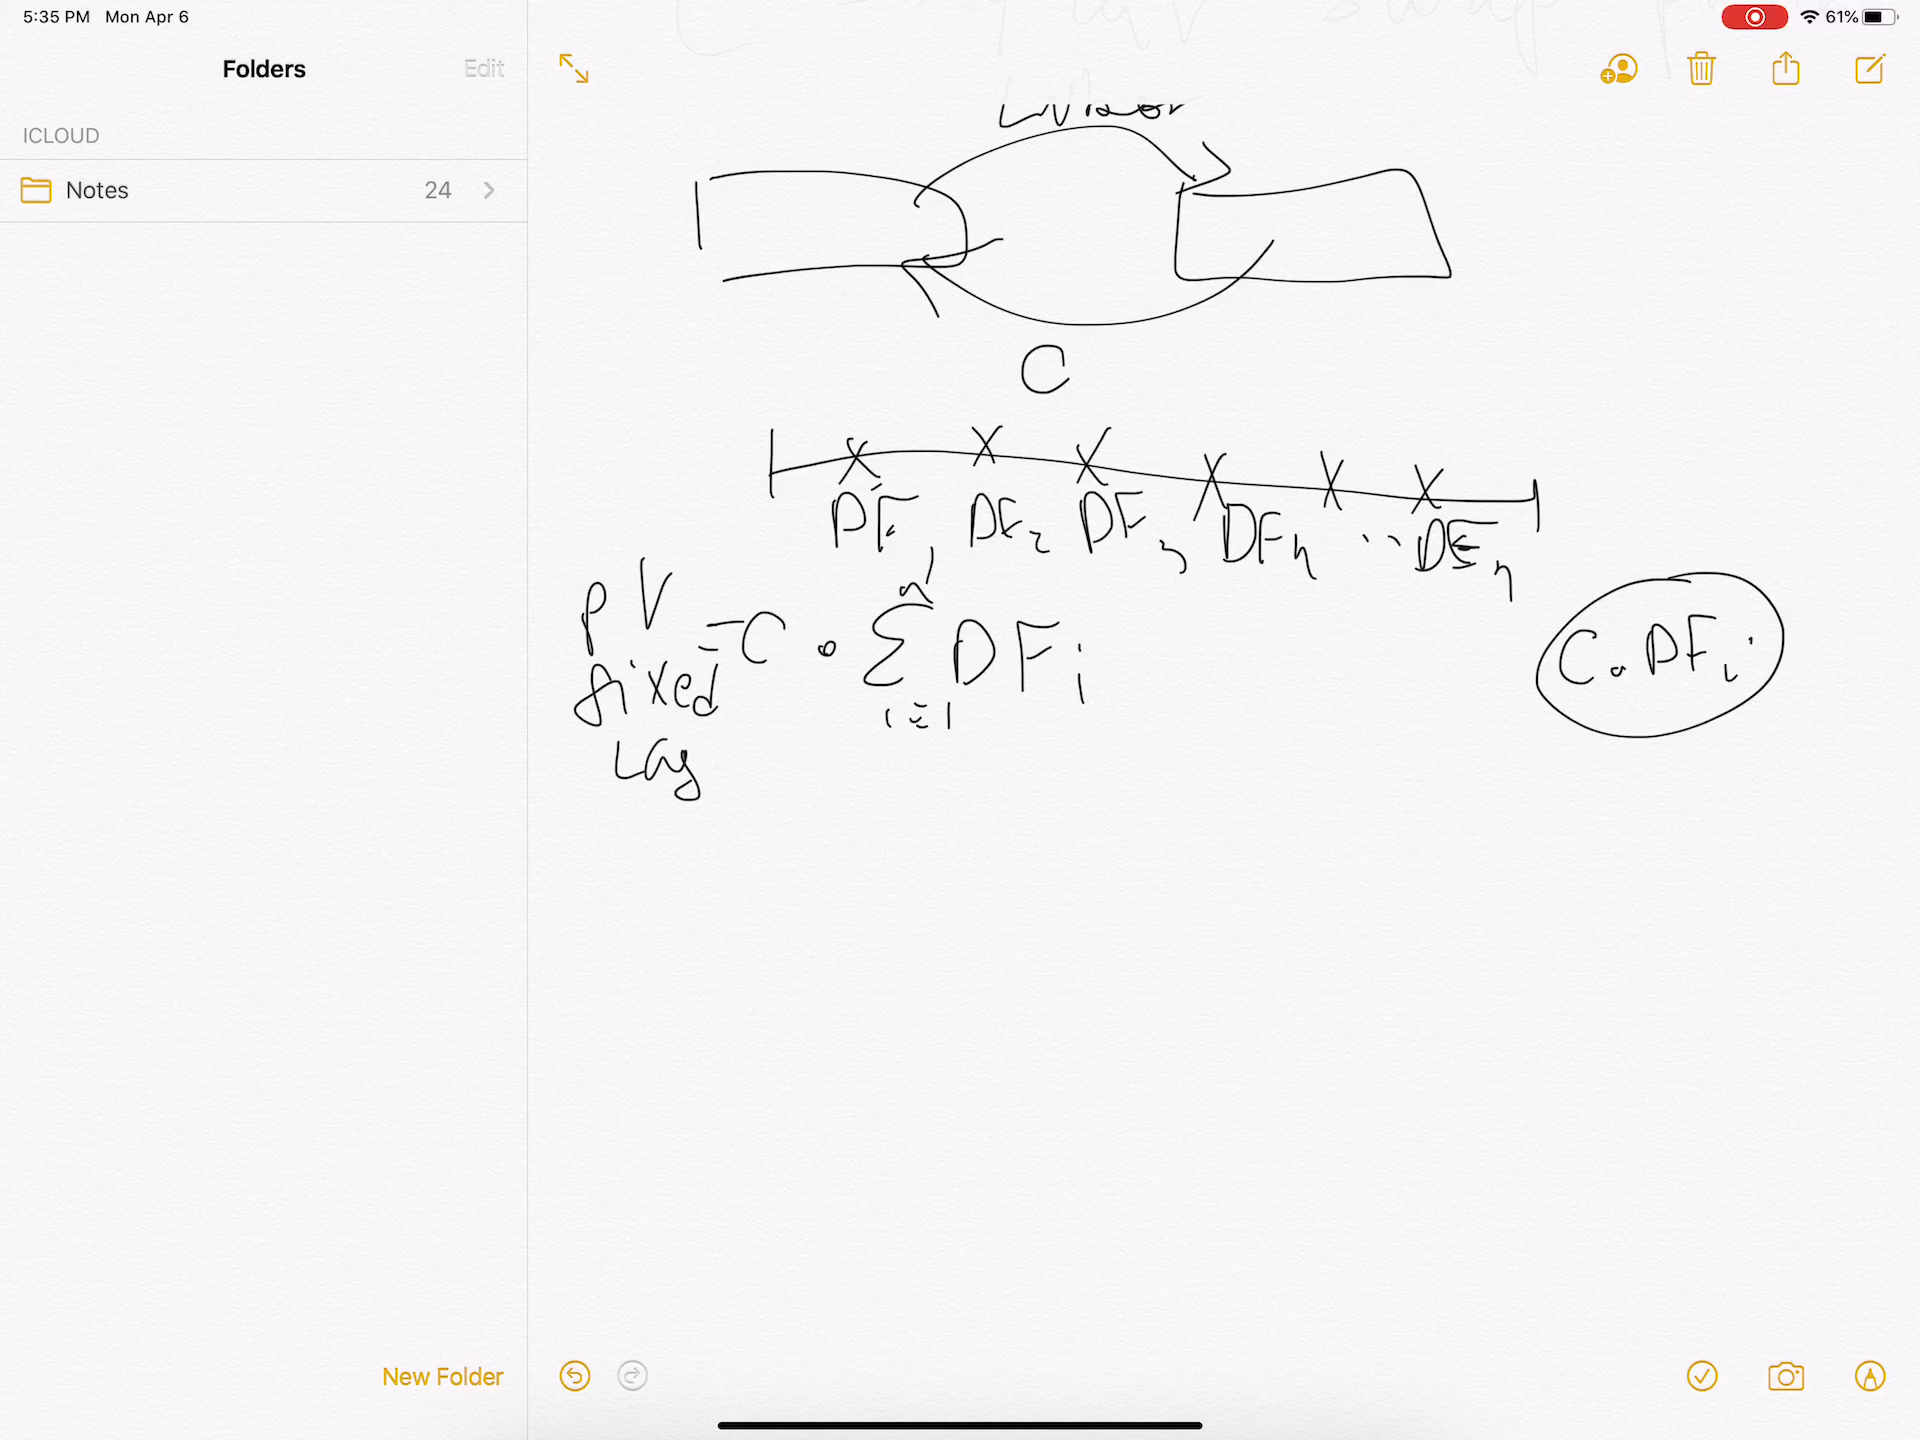 5:35 PM Mon Apr 6
61%
Folders
Edit
ICLOUD
Notes
24
C
DF1 DF2 DF3 DFn .. DFn
PV fixed Leg = C • n Σ i=1 DFi
C. DFi
New Folder